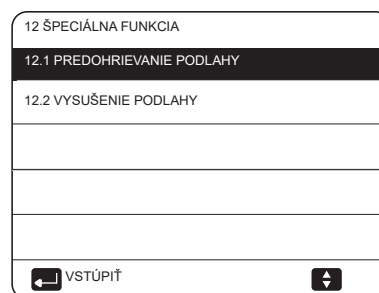 12 ŠPECIÁLNA FUNKCIA
12.1 PREDOHRIEVANIE PODLAHY
12.2 VYSUŠENIE PODLAHY
VSTÚPIŤ